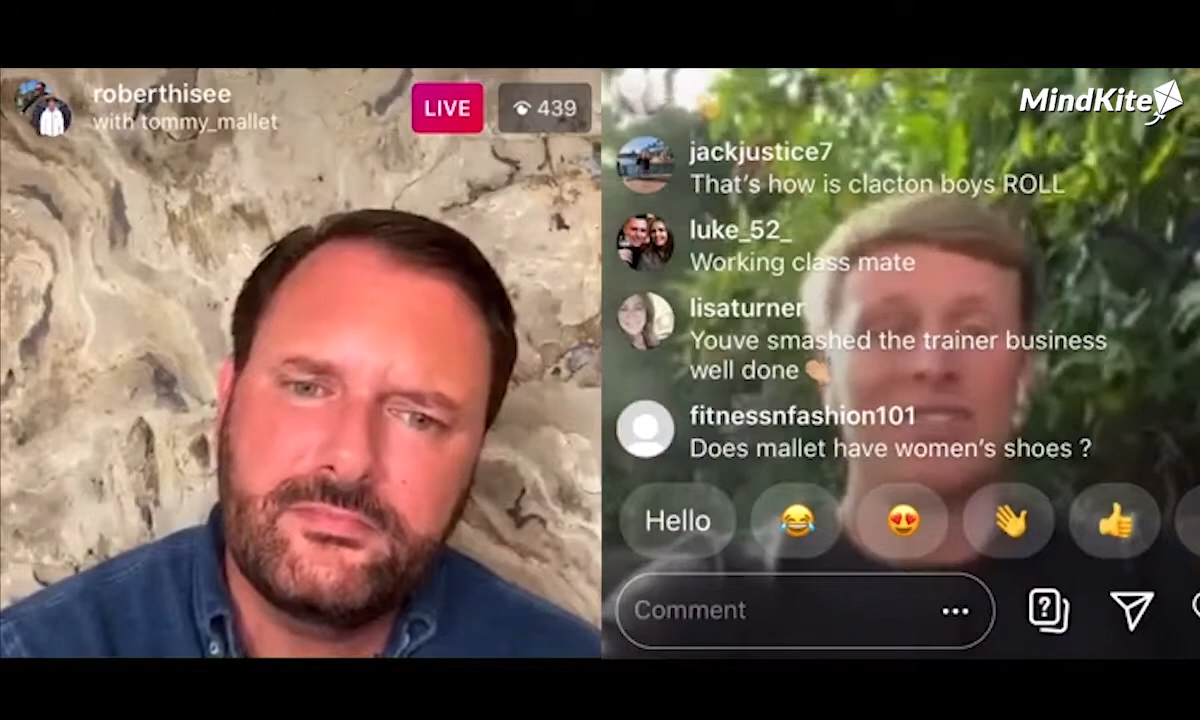 roberthisee
with tommy_mallet
LIVE
439
MindKite
jackjustice7
That's how is clacton boys ROLL
luke_52_
Working class mate
lisaturner
Youve smashed the trainer business
well done
fitnessnfashion101
Does mallet have women's shoes ?
Hello
Comment